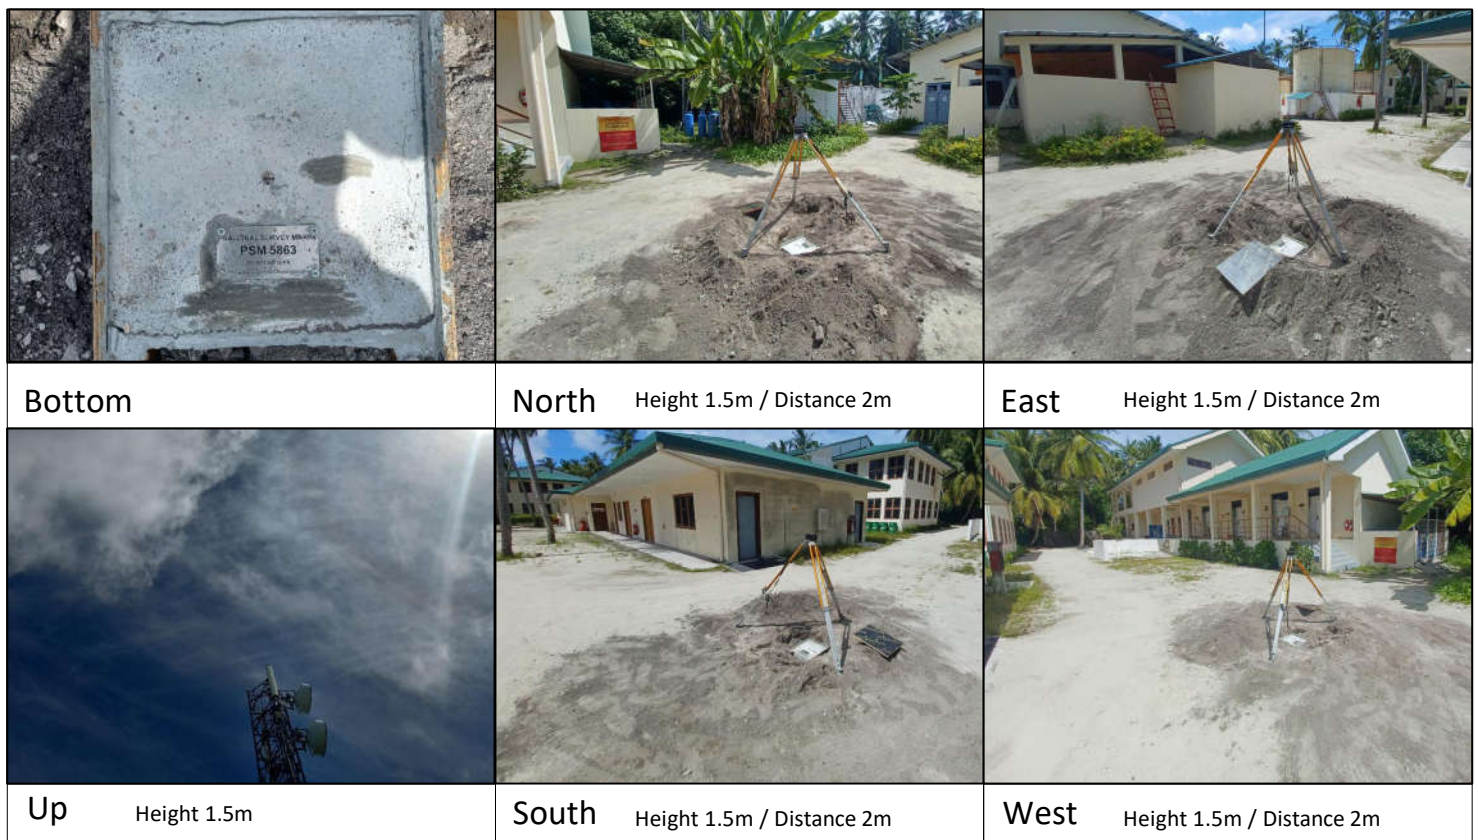 PSM 5863
Bottom
North Height 1.5m / Distance 2m
East Height 1.5m / Distance 2m
Up Height 1.5m
South Height 1.5m / Distance 2m
West Height 1.5m / Distance 2m